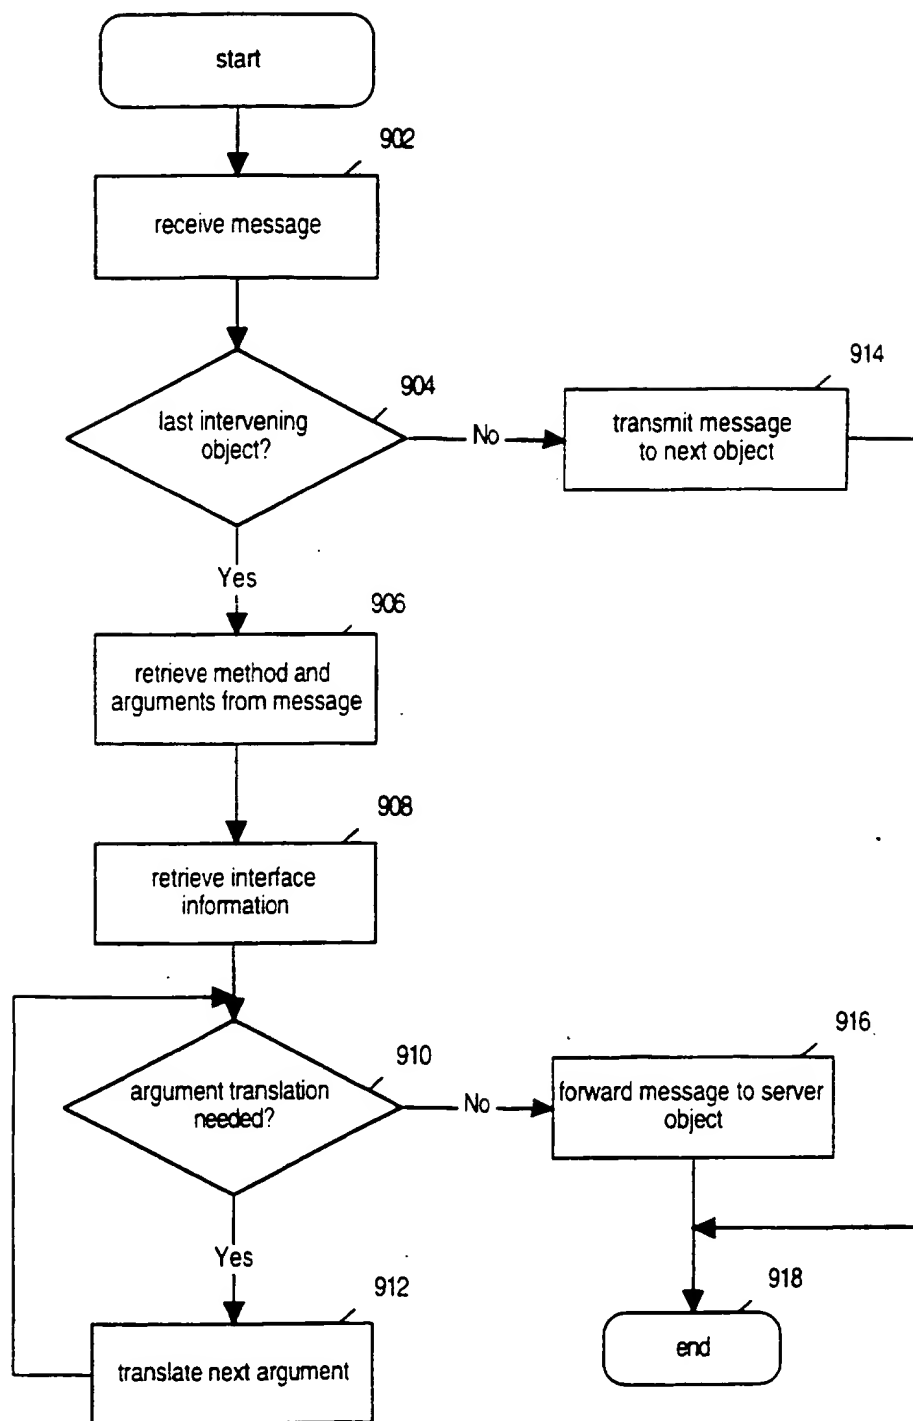 start
902
receive message
904
last intervening
object?
No
914
transmit message
to next object
Yes
906
retrieve method and
arguments from message
908
retrieve interface
information
910
argument translation
needed?
No
916
forward message to server
object
Yes
912
translate next argument
918
end